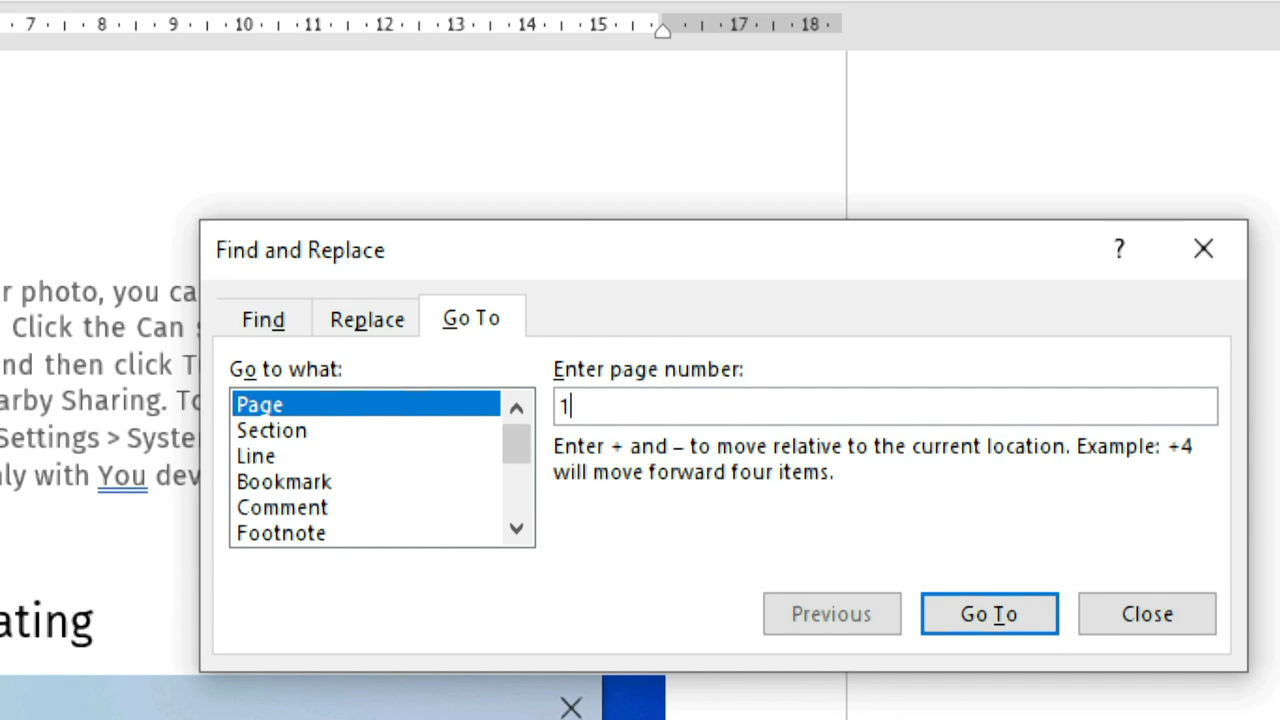 7 8 9 10 11 12 13 14 15 17 18
r photo, you ca
Click the Can
nd then click T
arby Sharing. To
Settings > Syste
ly with You dev
ating
Find and Replace
?
Find Replace Go To
Go to what:
Page
Section
Line
Bookmark
Comment
Footnote
Enter page number:
1
Enter + and – to move relative to the current location. Example: +4
will move forward four items.
Previous Go To Close